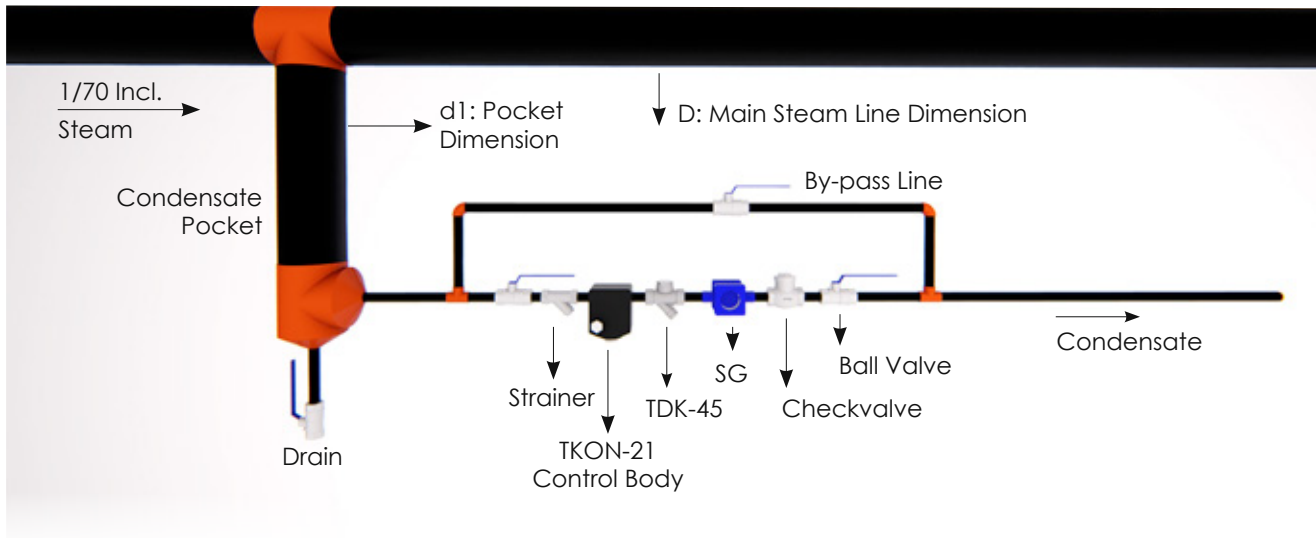 1/70 Incl.
Steam
d1: Pocket
Dimension
D: Main Steam Line Dimension
Condensate
Pocket
By-pass Line
Condensate
Strainer
TDK-45
SG
Ball Valve
Checkvalve
TKON-21
Control Body
Drain